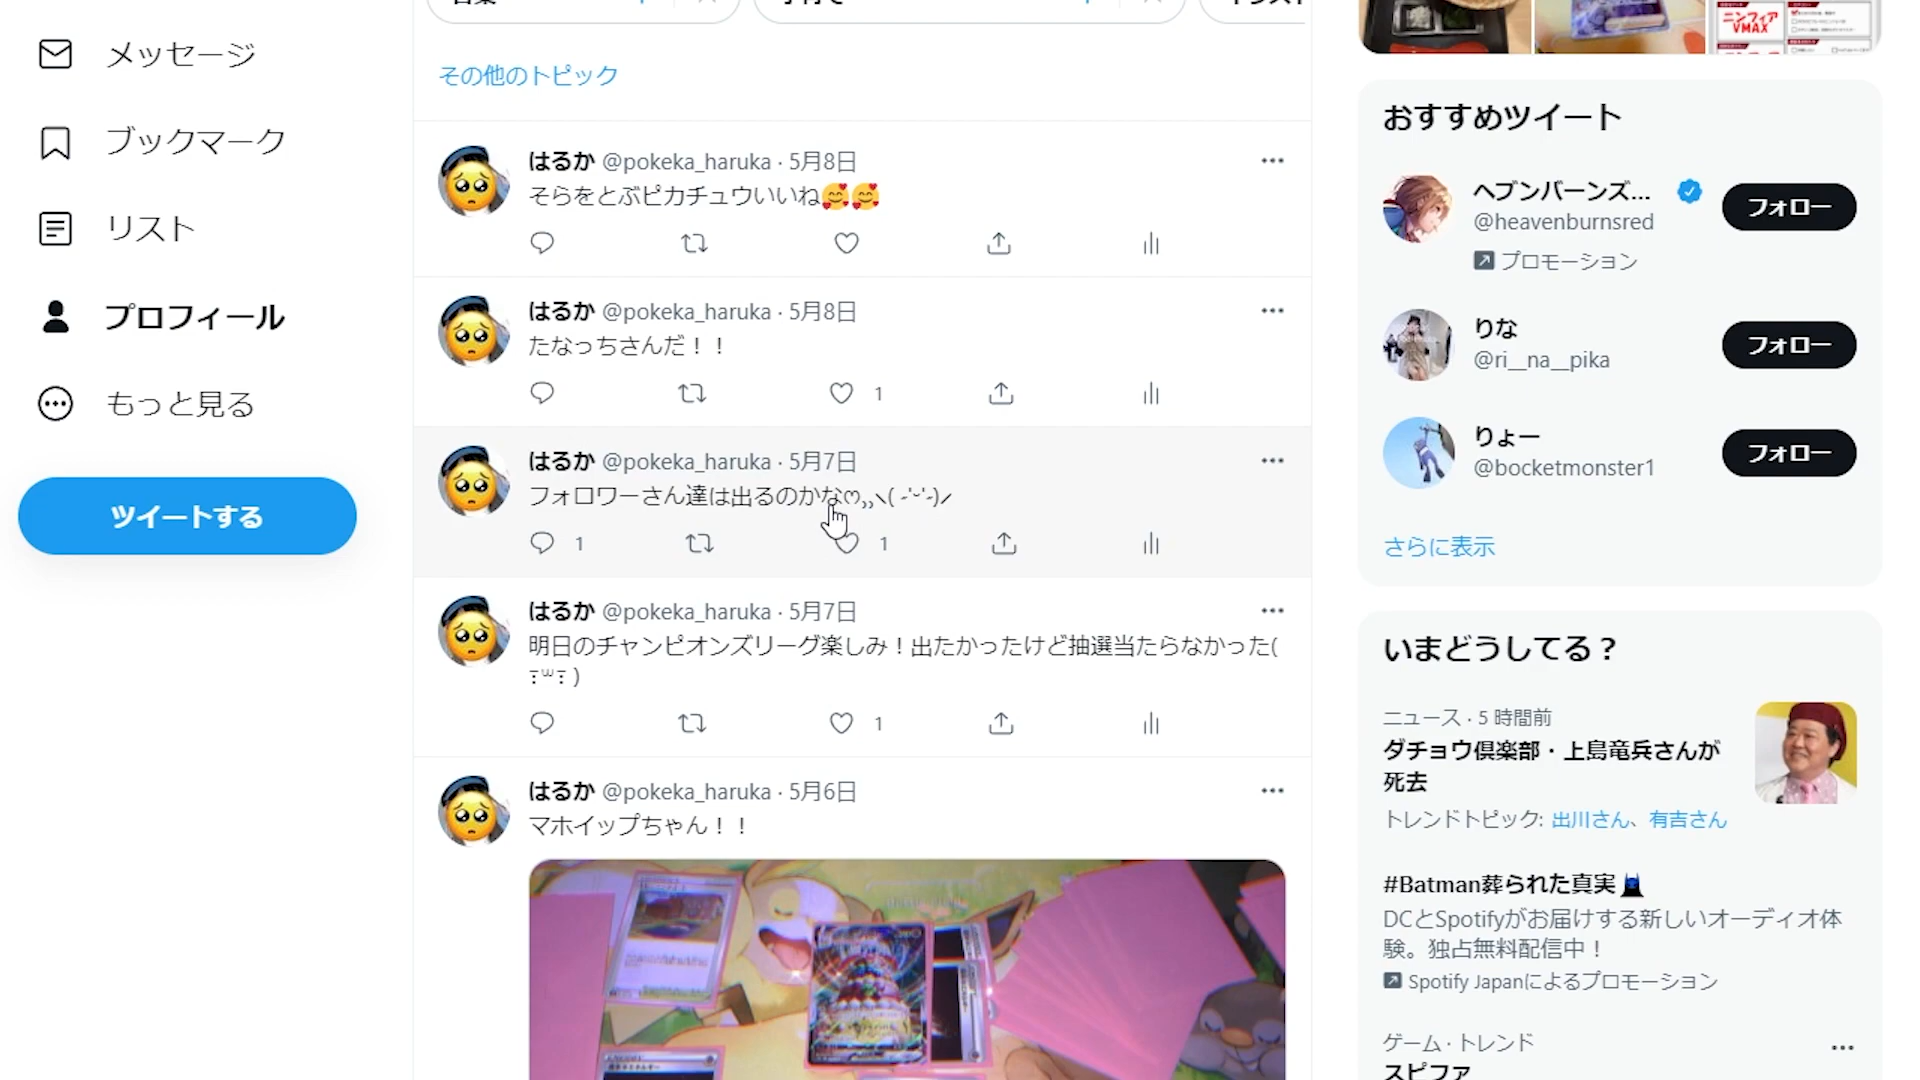 メッセージ
ブックマーク
リスト
プロフィール
もっと見る
ツイートする
その他のトピック
はるか @pokeka_haruka · 5月8日
そらをとぶピカチュウいいね🥰🥰
はるか @pokeka_haruka · 5月8日
たなっちさんだ！！
1
はるか @pokeka_haruka · 5月7日
フォロワーさん達は出るのかなෆ⸒⸒⸜( ˶'ᵕ'˶)⸝
1 1
はるか @pokeka_haruka · 5月7日
明日のチャンピオンズリーグ楽しみ！出たかったけど抽選当たらなかった(
߹꒳߹ )
1
はるか @pokeka_haruka · 5月6日
マホイップちゃん！！
ニンフィア
VMAX
おすすめツイート
ヘブンバーンズ...
@heavenburnsred
フォロー
プロモーション
りな
@ri__na__pika
フォロー
りょー
@bocketmonster1
フォロー
さらに表示
いまどうしてる？
ニュース · 5 時間前
ダチョウ倶楽部・上島竜兵さんが
死去
トレンドトピック: 出川さん、有吉さん
#Batman葬られた真実
DCとSpotifyがお届けする新しいオーディオ体
験。独占無料配信中！
Spotify Japanによるプロモーション
ゲーム · トレンド
スピファ